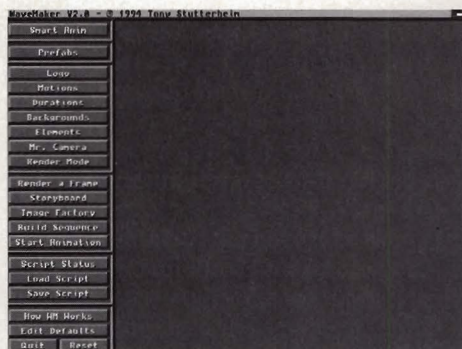 WaveMaker V2.0 - © 1994 Tony Stutterheim
Smart Anim
Prefabs
Logo
Motions
Durations
Backgrounds
Elements
Mr. Camera
Render Mode
Render a Frame
Storyboard
Image Factory
Build Sequence
Start Animation
Script Status
Load Script
Save Script
How WM Works
Edit Defaults
Quit Reset